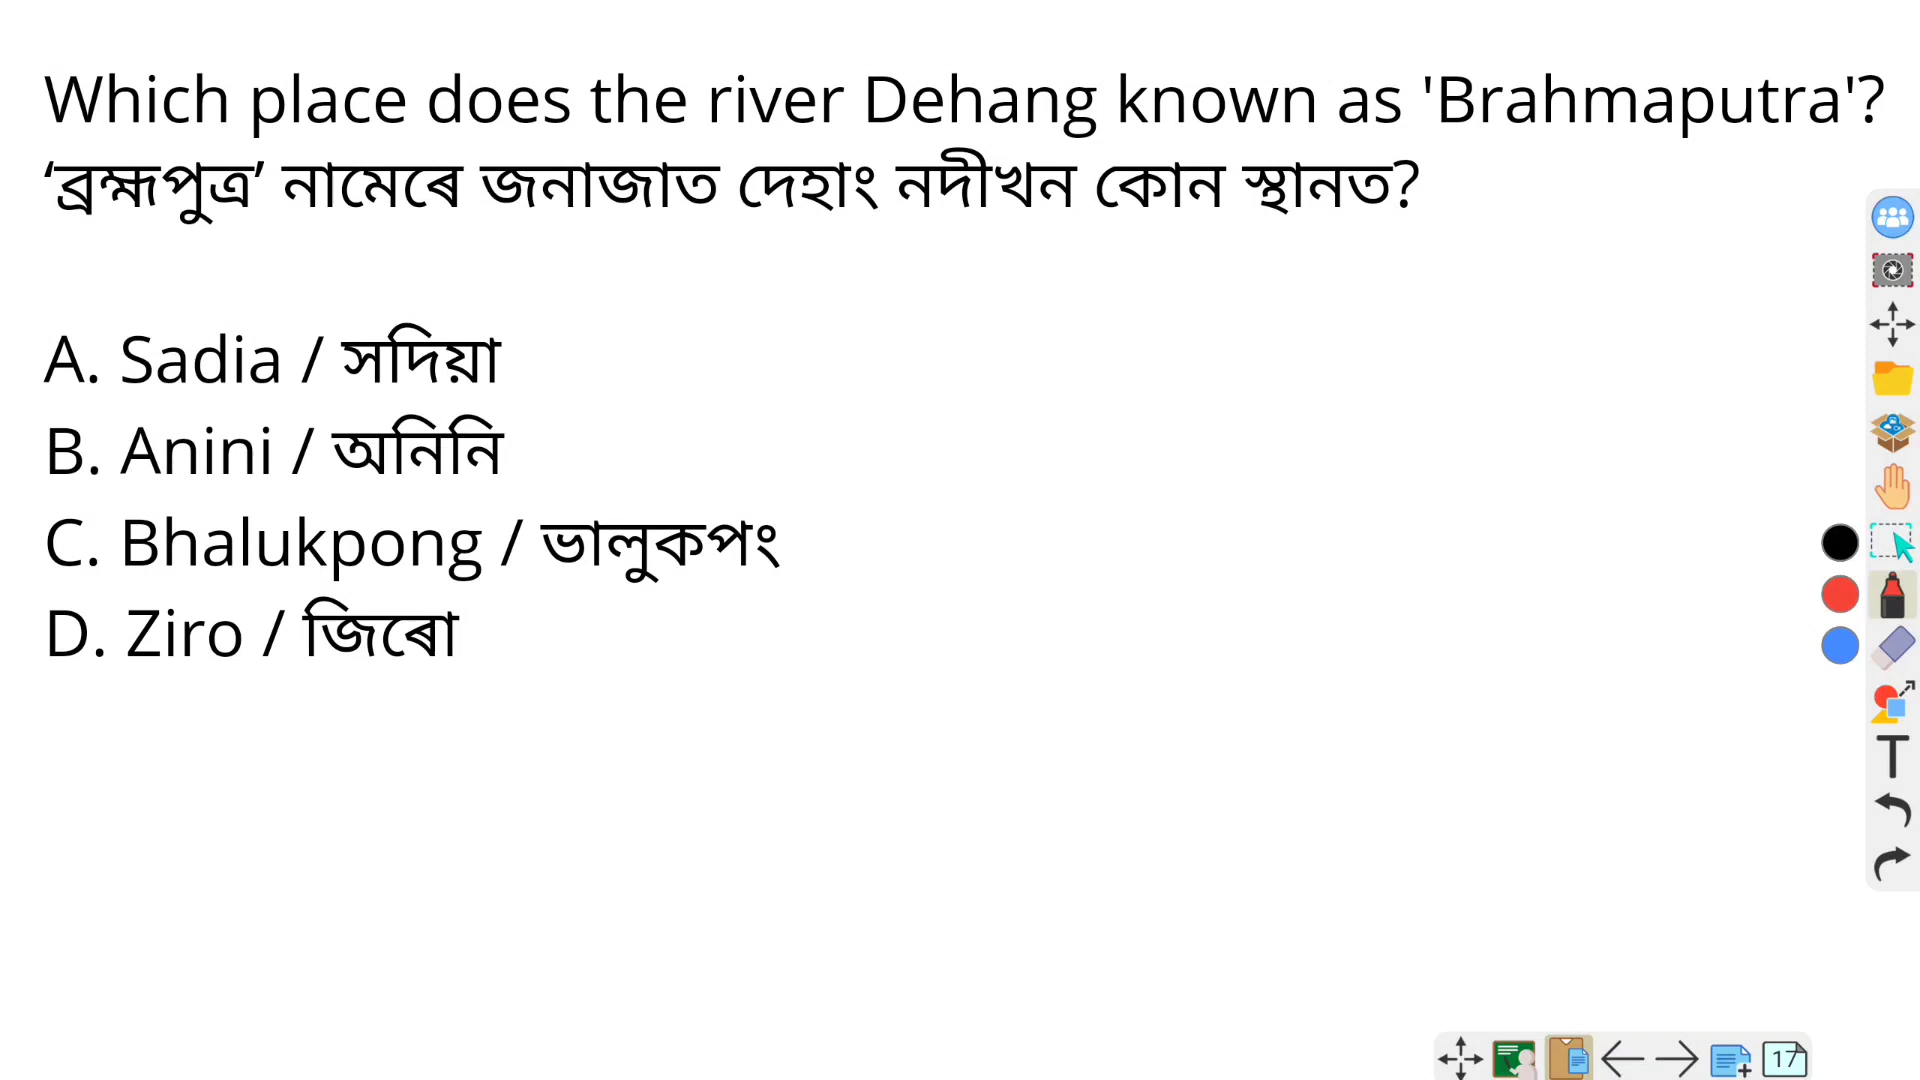 Which place does the river Dehang known as 'Brahmaputra'?
‘ব্ৰহ্মপুত্ৰ’ নামেৰে জনাজাত দেহাং নদীখন কোন স্থানত?
A. Sadia / সদিয়া
B. Anini / অনিনি
C. Bhalukpong / ভালুকপং
D. Ziro / জিৰো
T
17